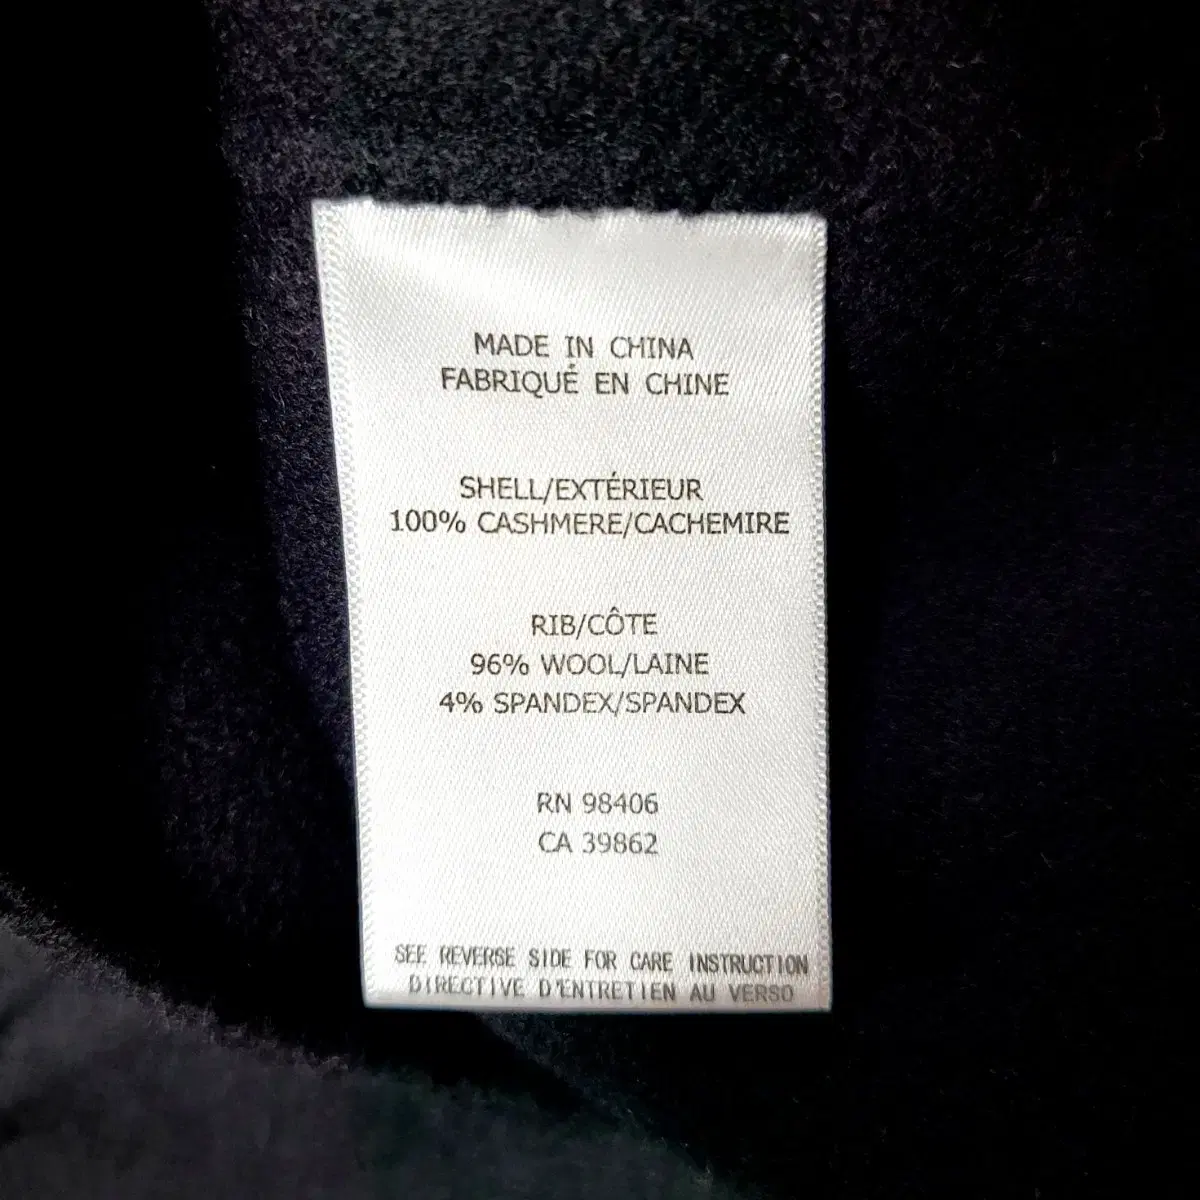 MADE IN CHINA
FABRIQUÉ EN CHINE
SHELL/EXTÉRIEUR
100% CASHMERE/CACHEMIRE
RIB/CÔTE
96% WOOL/LAINE
4% SPANDEX/SPANDEX
RN 98406
CA 39862
SEE REVERSE SIDE FOR CARE INSTRUCTION
DIRECTIVE D'ENTRETIEN AU VERSO